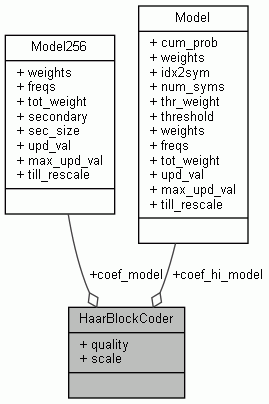 Model256
+ weights
+ freqs
+ tot_weight
+ secondary
+ sec_size
+ upd_val
+ max_upd_val
+ till_rescale
Model
+ cum_prob
+ weights
+ idx2sym
+ num_syms
+ thr_weight
+ threshold
+ weights
+ freqs
+ tot_weight
+ upd_val
+ max_upd_val
+ till_rescale
+coef_model
+coef_hi_model
HaarBlockCoder
+ quality
+ scale